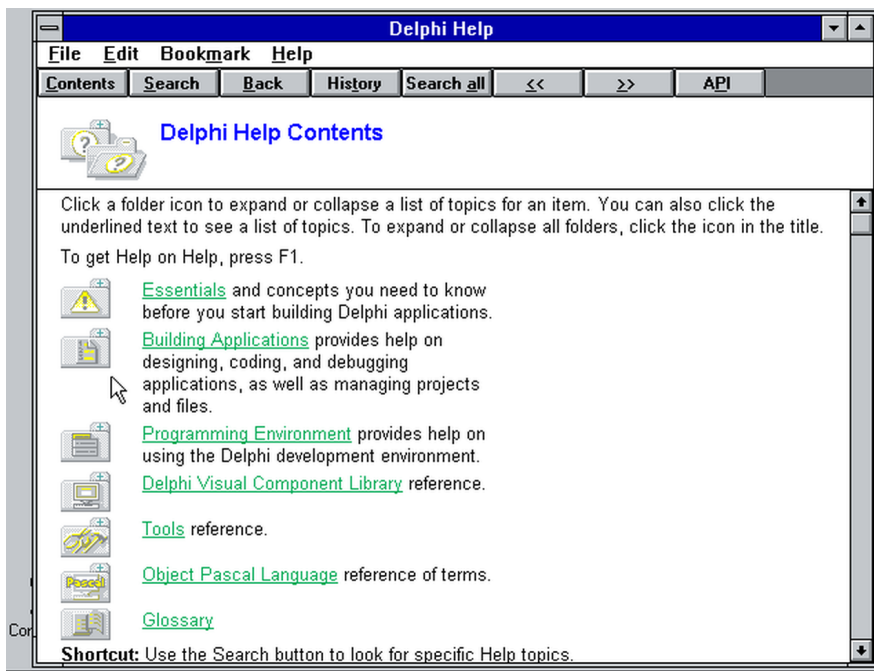 Delphi Help
File Edit Bookmark Help
Contents Search Back History Search all << >> API
Delphi Help Contents
Click a folder icon to expand or collapse a list of topics for an item. You can also click the
underlined text to see a list of topics. To expand or collapse all folders, click the icon in the title.
To get Help on Help, press F1.
Essentials and concepts you need to know
before you start building Delphi applications.
Building Applications provides help on
designing, coding, and debugging
applications, as well as managing projects
and files.
Programming Environment provides help on
using the Delphi development environment.
Delphi Visual Component Library reference.
Tools reference.
Pascal Object Pascal Language reference of terms.
Glossary
Cor
Shortcut: Use the Search button to look for specific Help topics.